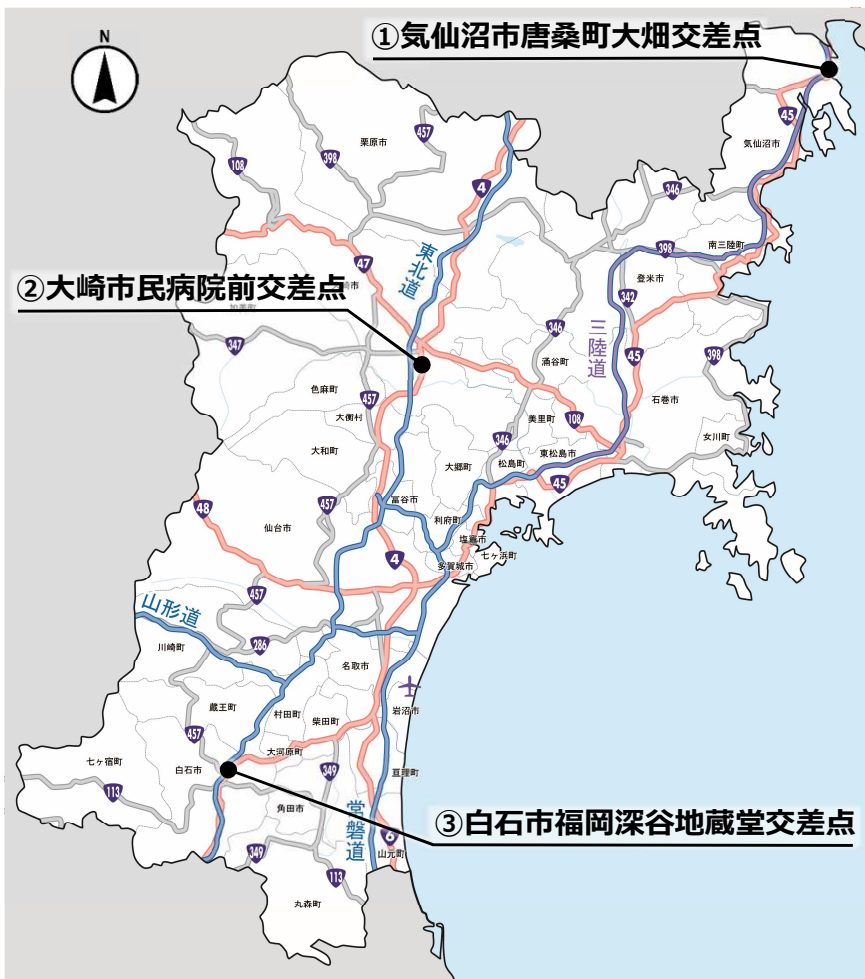 N
①気仙沼市唐桑町大畑交差点
45
気仙沼市
457
栗原市
398
108
4
346
東北道
398
南三陸町
47
②大崎市民病院前交差点
登米市
342
三陸道
346
347
45
398
涌谷町
色麻町
457
石巻市
大衡村
美里町
108
女川町
大和町
大郷町
346
東松島市
松島町
45
富谷市
48
457
仙台市
利府町
塩竈市
七ヶ浜町
4
多賀城市
457
山形道
286
川崎町
名取市
蔵王町
村田町
柴田町
岩沼市
457
大河原町
七ヶ宿町
白石市
349
亘理町
113
角田市
常磐道
③白石市福岡深谷地蔵堂交差点
6
349
山元町
113
丸森町